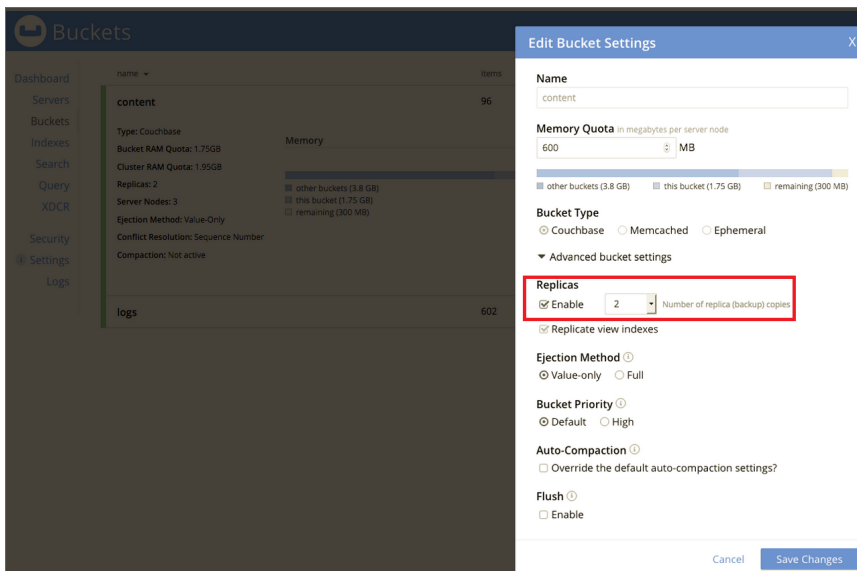 Buckets
Dashboard
Servers
Buckets
Indexes
Search
Query
XDCR
Security
Settings
Logs
name
items
content
96
Type: Couchbase
Bucket RAM Quota: 1.75GB
Cluster RAM Quota: 1.95GB
Replicas: 2
Server Nodes: 3
Ejection Method: Value-Only
Conflict Resolution: Sequence Number
Compaction: Not active
Memory
other buckets (3.8 GB)
this bucket (1.75 GB)
remaining (300 MB)
logs
602
Edit Bucket Settings
X
Name
content
Memory Quota in megabytes per server node
600 MB
other buckets (3.8 GB) this bucket (1.75 GB) remaining (300 MB)
Bucket Type
Couchbase Memcached Ephemeral
Advanced bucket settings
Replicas
Enable 2 Number of replica (backup) copies
Replicate view indexes
Ejection Method
Value-only Full
Bucket Priority
Default High
Auto-Compaction
Override the default auto-compaction settings?
Flush
Enable
Cancel Save Changes